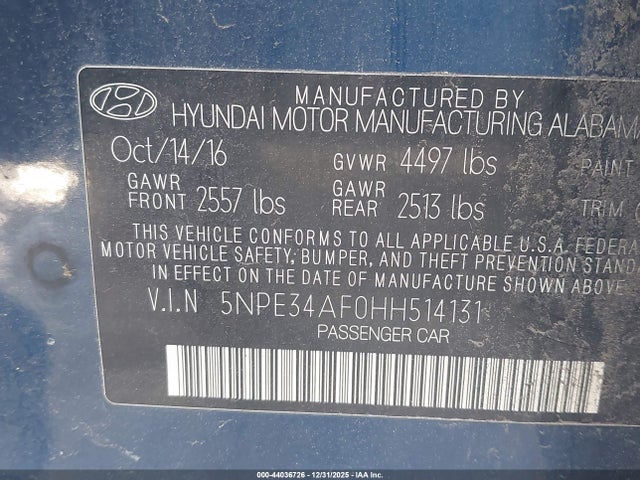 MANUFACTURED BY
HYUNDAI MOTOR MANUFACTURING ALABAM
Oct/14/16 GVWR 4497 lbs PAINT
GAWR FRONT 2557 lbs GAWR REAR 2513 lbs TRIM
THIS VEHICLE CONFORMS TO ALL APPLICABLE U.S.A. FEDERA
MOTOR VEHICLE SAFETY, BUMPER, AND THEFT PREVENTION STAND
IN EFFECT ON THE DATE OF MANUFACTURE SHOWN ABOVE
V.I.N 5NPE34AF0HH514131
PASSENGER CAR
000-44036726 - 12/31/2025 - IAA Inc.